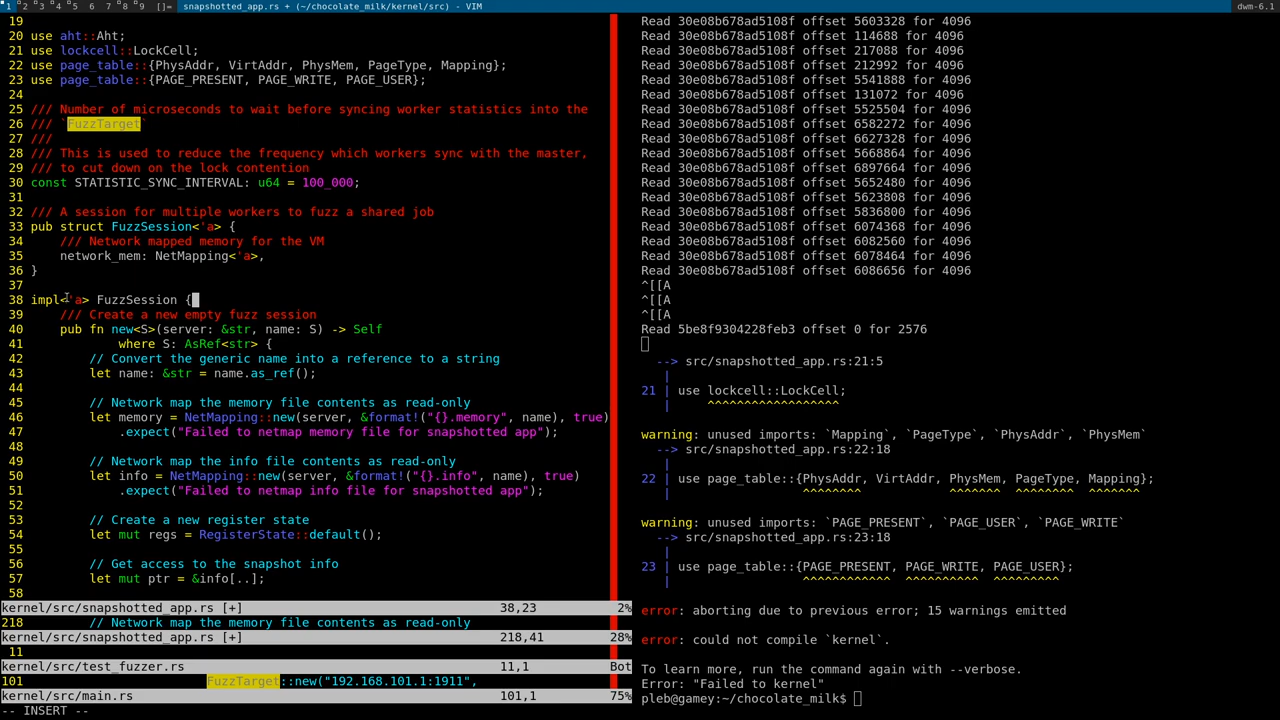 1 2 3 4 5 6 7 8 9 []= snapshotted_app.rs + (~/chocolate_milk/kernel/src) - VIM dwm-6.1
19
20 use aht::Aht;
21 use lockcell::LockCell;
22 use page_table::{PhysAddr, VirtAddr, PhysMem, PageType, Mapping};
23 use page_table::{PAGE_PRESENT, PAGE_WRITE, PAGE_USER};
24
25 /// Number of microseconds to wait before syncing worker statistics into the
26 /// `FuzzTarget`
27 ///
28 /// This is used to reduce the frequency which workers sync with the master,
29 /// to cut down on the lock contention
30 const STATISTIC_SYNC_INTERVAL: u64 = 100_000;
31
32 /// A session for multiple workers to fuzz a shared job
33 pub struct FuzzSession<'a> {
34     /// Network mapped memory for the VM
35     network_mem: NetMapping<'a>,
36 }
37
38 impl<'a> FuzzSession {
39     /// Create a new empty fuzz session
40     pub fn new<S>(server: &str, name: S) -> Self
41             where S: AsRef<str> {
42         // Convert the generic name into a reference to a string
43         let name: &str = name.as_ref();
44
45         // Network map the memory file contents as read-only
46         let memory = NetMapping::new(server, &format!("{}.memory", name), true)
47             .expect("Failed to netmap memory file for snapshotted app");
48
49         // Network map the info file contents as read-only
50         let info = NetMapping::new(server, &format!("{}.info", name), true)
51             .expect("Failed to netmap info file for snapshotted app");
52
53         // Create a new register state
54         let mut regs = RegisterState::default();
55
56         // Get access to the snapshot info
57         let mut ptr = &info[..];
58
kernel/src/snapshotted_app.rs [+] 38,23 2%
218         // Network map the memory file contents as read-only
kernel/src/snapshotted_app.rs [+] 218,41 28%
11
kernel/src/test_fuzzer.rs 11,1 Bot
101                         FuzzTarget::new("192.168.101.1:1911",
kernel/src/main.rs 101,1 75%
-- INSERT --
Read 30e08b678ad5108f offset 5603328 for 4096
Read 30e08b678ad5108f offset 114688 for 4096
Read 30e08b678ad5108f offset 217088 for 4096
Read 30e08b678ad5108f offset 212992 for 4096
Read 30e08b678ad5108f offset 5541888 for 4096
Read 30e08b678ad5108f offset 131072 for 4096
Read 30e08b678ad5108f offset 5525504 for 4096
Read 30e08b678ad5108f offset 6582272 for 4096
Read 30e08b678ad5108f offset 6627328 for 4096
Read 30e08b678ad5108f offset 5668864 for 4096
Read 30e08b678ad5108f offset 6897664 for 4096
Read 30e08b678ad5108f offset 5652480 for 4096
Read 30e08b678ad5108f offset 5623808 for 4096
Read 30e08b678ad5108f offset 5836800 for 4096
Read 30e08b678ad5108f offset 6074368 for 4096
Read 30e08b678ad5108f offset 6082560 for 4096
Read 30e08b678ad5108f offset 6078464 for 4096
Read 30e08b678ad5108f offset 6086656 for 4096
^[[A
^[[A
^[[A
Read 5be8f9304228feb3 offset 0 for 2576
  --> src/snapshotted_app.rs:21:5
   |
21 | use lockcell::LockCell;
   |     ^^^^^^^^^^^^^^^^^^
warning: unused imports: `Mapping`, `PageType`, `PhysAddr`, `PhysMem`
  --> src/snapshotted_app.rs:22:18
   |
22 | use page_table::{PhysAddr, VirtAddr, PhysMem, PageType, Mapping};
   |                  ^^^^^^^^            ^^^^^^^  ^^^^^^^^  ^^^^^^^
warning: unused imports: `PAGE_PRESENT`, `PAGE_USER`, `PAGE_WRITE`
  --> src/snapshotted_app.rs:23:18
   |
23 | use page_table::{PAGE_PRESENT, PAGE_WRITE, PAGE_USER};
   |                  ^^^^^^^^^^^^  ^^^^^^^^^^  ^^^^^^^^^
error: aborting due to previous error; 15 warnings emitted
error: could not compile `kernel`.
To learn more, run the command again with --verbose.
Error: "Failed to kernel"
pleb@gamey:~/chocolate_milk$